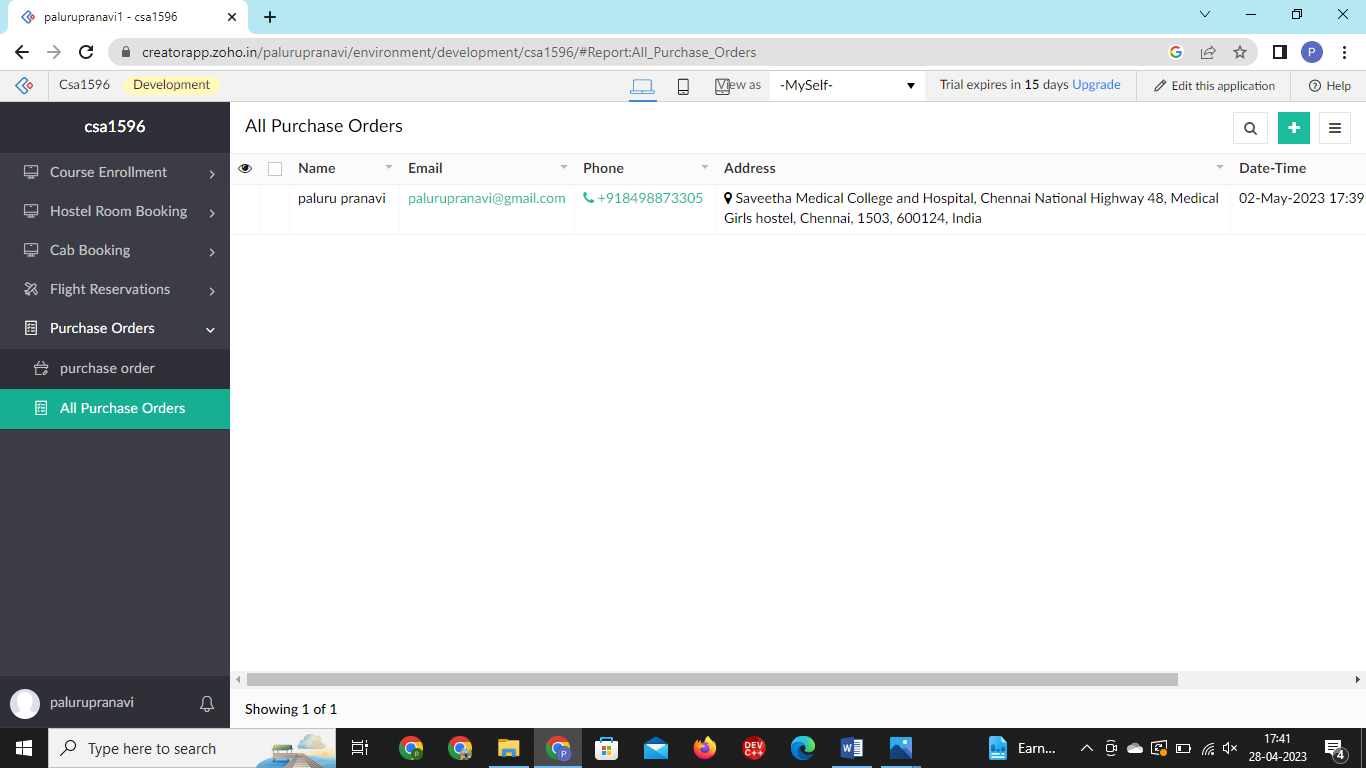 palurupranavi1 - csa1596
creatorapp.zoho.in/palurupranavi/environment/development/csa1596/#Report:All_Purchase_Orders
P
Csa1596 Development View as -MySelf- Trial expires in 15 days Upgrade Edit this application Help
csa1596
Course Enrollment
Hostel Room Booking
Cab Booking
Flight Reservations
Purchase Orders
purchase order
All Purchase Orders
palurupranavi
All Purchase Orders
Name Email Phone Address Date-Time
paluru pranavi palurupranavi@gmail.com +918498873305 Saveetha Medical College and Hospital, Chennai National Highway 48, Medical 02-May-2023 17:39
Girls hostel, Chennai, 1503, 600124, India
Showing 1 of 1
Type here to search
P
DEV
C++
W
Earn...
17:41
28-04-2023
4